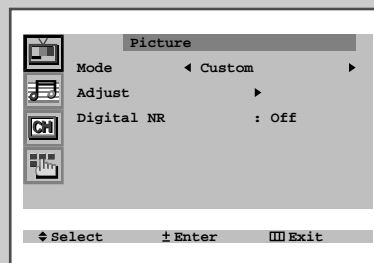 Picture
Mode ◀ Custom ▶
Adjust ▶
CH
Digital NR : Off
Select ± Enter Exit